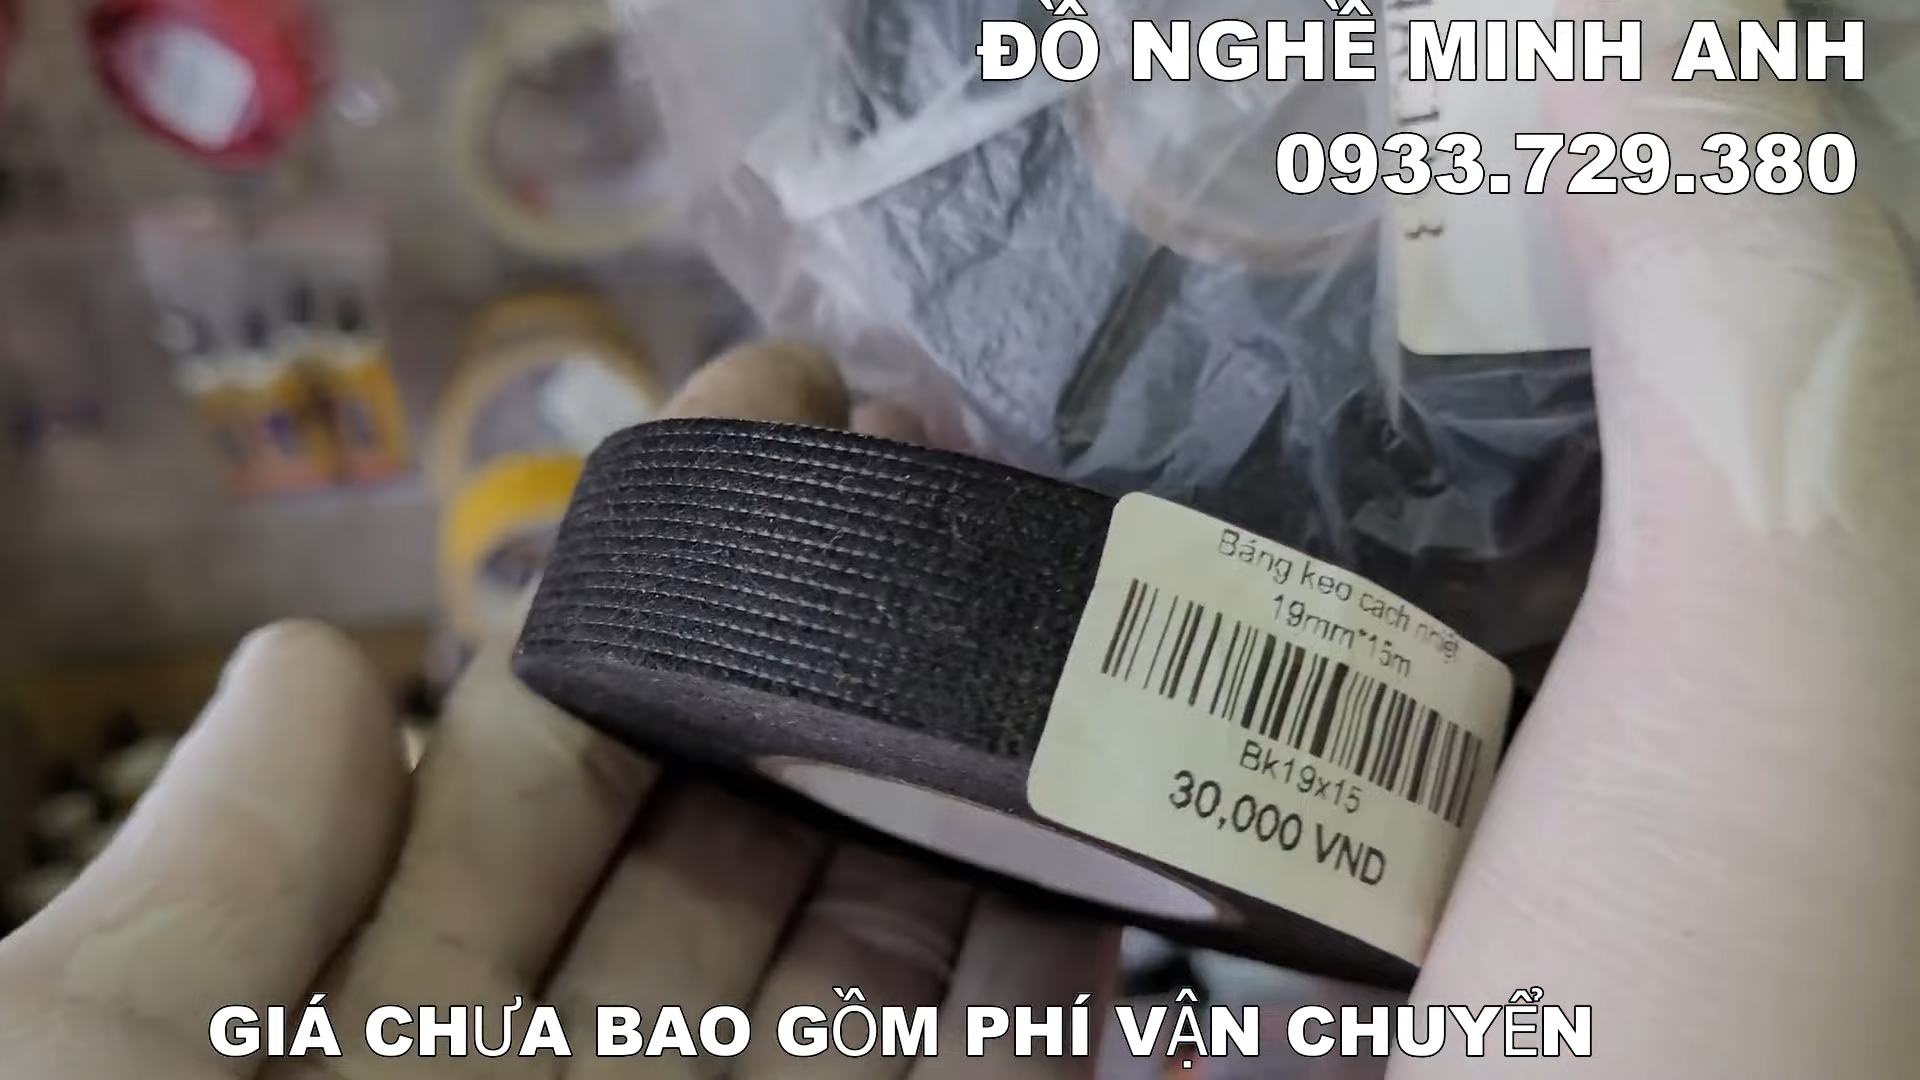 ĐỒ NGHỀ MINH ANH
0933.729.380
Băng keo cách nhiệt
19mm*15m
Bk19x15
30,000 VND
GIÁ CHƯA BAO GỒM PHÍ VẬN CHUYỂN